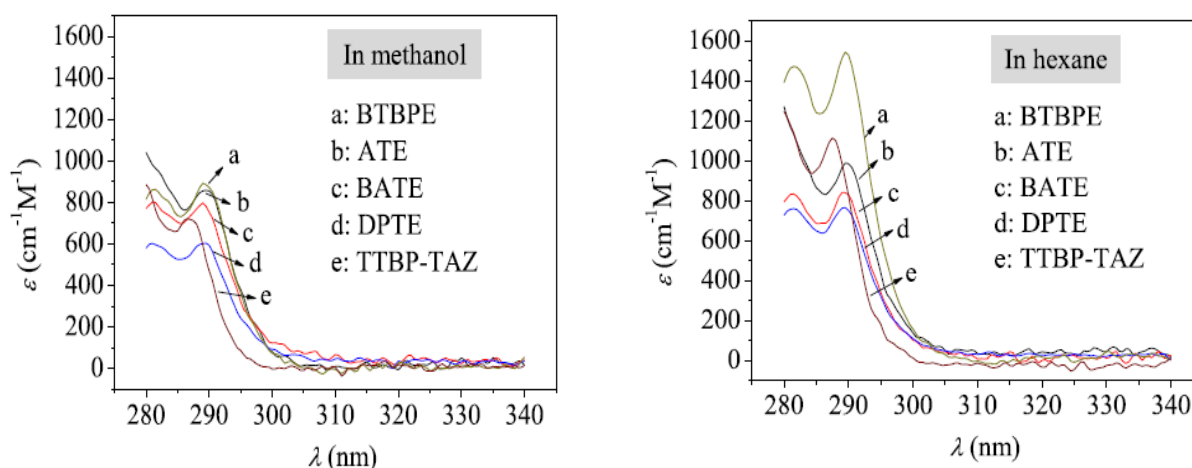 1600
1400
1200
1000
800
600
400
200
0
ε (cm⁻¹M⁻¹)
In methanol
a: BTBPE
b: ATE
c: BATE
d: DPTE
e: TTBP-TAZ
a
b
c
d
e
280 290 300 310 320 330 340
λ (nm)
1600
1400
1200
1000
800
600
400
200
0
ε (cm⁻¹M⁻¹)
In hexane
a: BTBPE
b: ATE
c: BATE
d: DPTE
e: TTBP-TAZ
a
b
c
d
e
280 290 300 310 320 330 340
λ (nm)